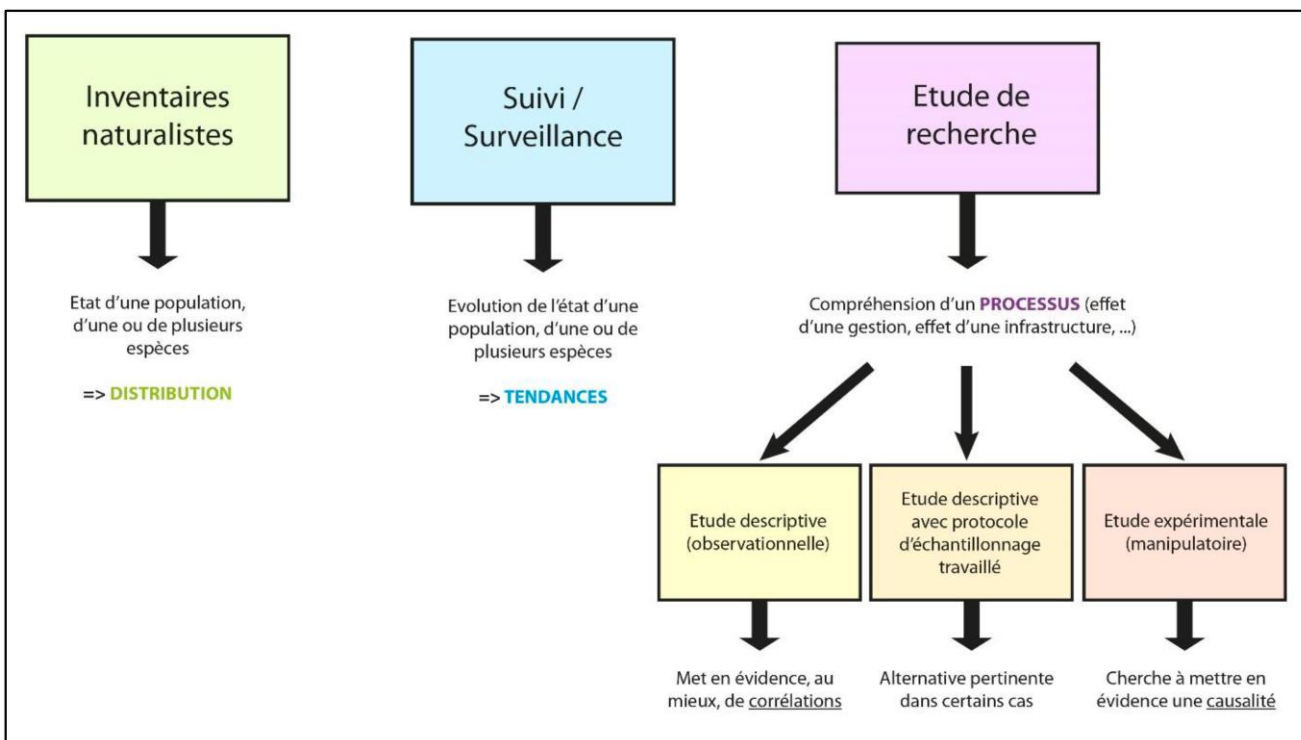 Inventaires
naturalistes
Etat d'une population,
d'une ou de plusieurs
espèces
=> DISTRIBUTION
Suivi /
Surveillance
Evolution de l'état d'une
population, d'une ou de
plusieurs espèces
=> TENDANCES
Etude de
recherche
Compréhension d'un PROCESSUS (effet
d'une gestion, effet d'une infrastructure, ...)
Etude descriptive
(observationnelle)
Met en évidence, au
mieux, de corrélations
Etude descriptive
avec protocole
d'échantillonnage
travaillé
Alternative pertinente
dans certains cas
Etude expérimentale
(manipulatoire)
Cherche à mettre en
évidence une causalité